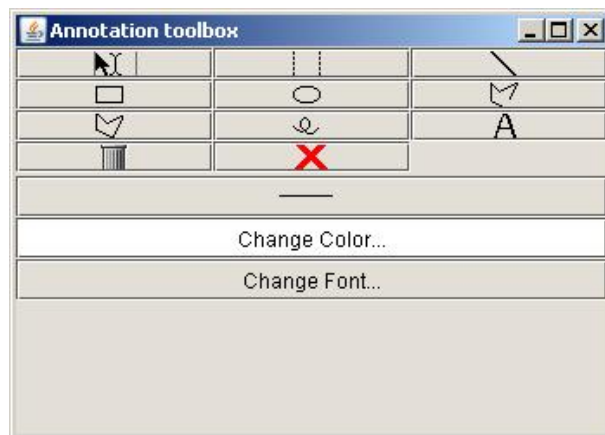 Annotation toolbox
A
Change Color...
Change Font...